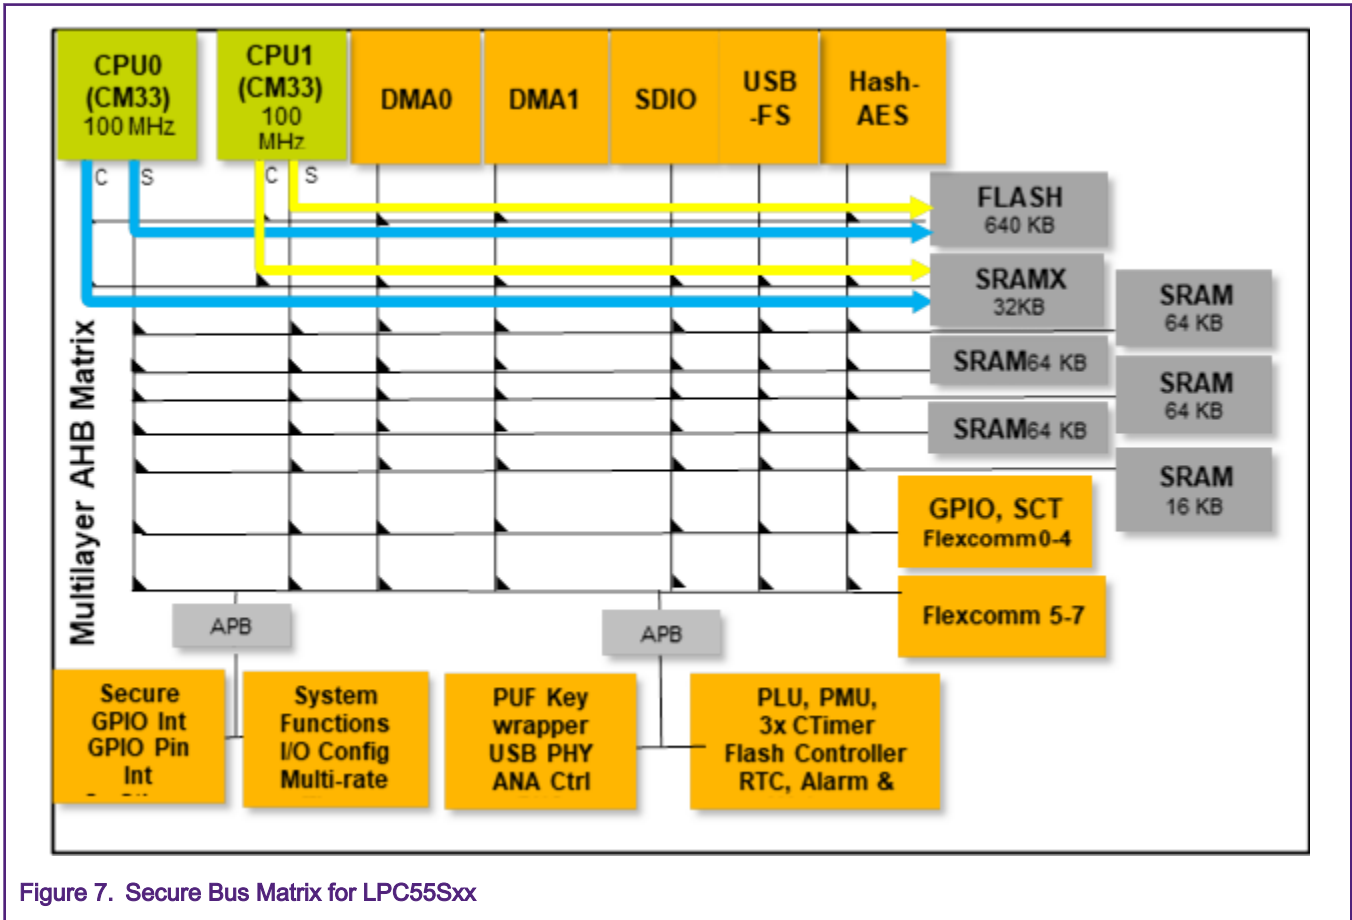 CPU0
(CM33)
100 MHz
CPU1
(CM33)
100
MHz
DMA0
DMA1
SDIO
USB
-FS
Hash-
AES
C
S
C
S
FLASH
640 KB
SRAMX
32KB
SRAM
64 KB
SRAM64 KB
SRAM
64 KB
SRAM64 KB
SRAM
16 KB
Multilayer AHB Matrix
GPIO, SCT
Flexcomm0-4
Flexcomm 5-7
APB
APB
Secure
GPIO Int
GPIO Pin
Int
System
Functions
I/O Config
Multi-rate
PUF Key
wrapper
USB PHY
ANA Ctrl
PLU, PMU,
3x CTimer
Flash Controller
RTC, Alarm &
Figure 7. Secure Bus Matrix for LPC55Sxx